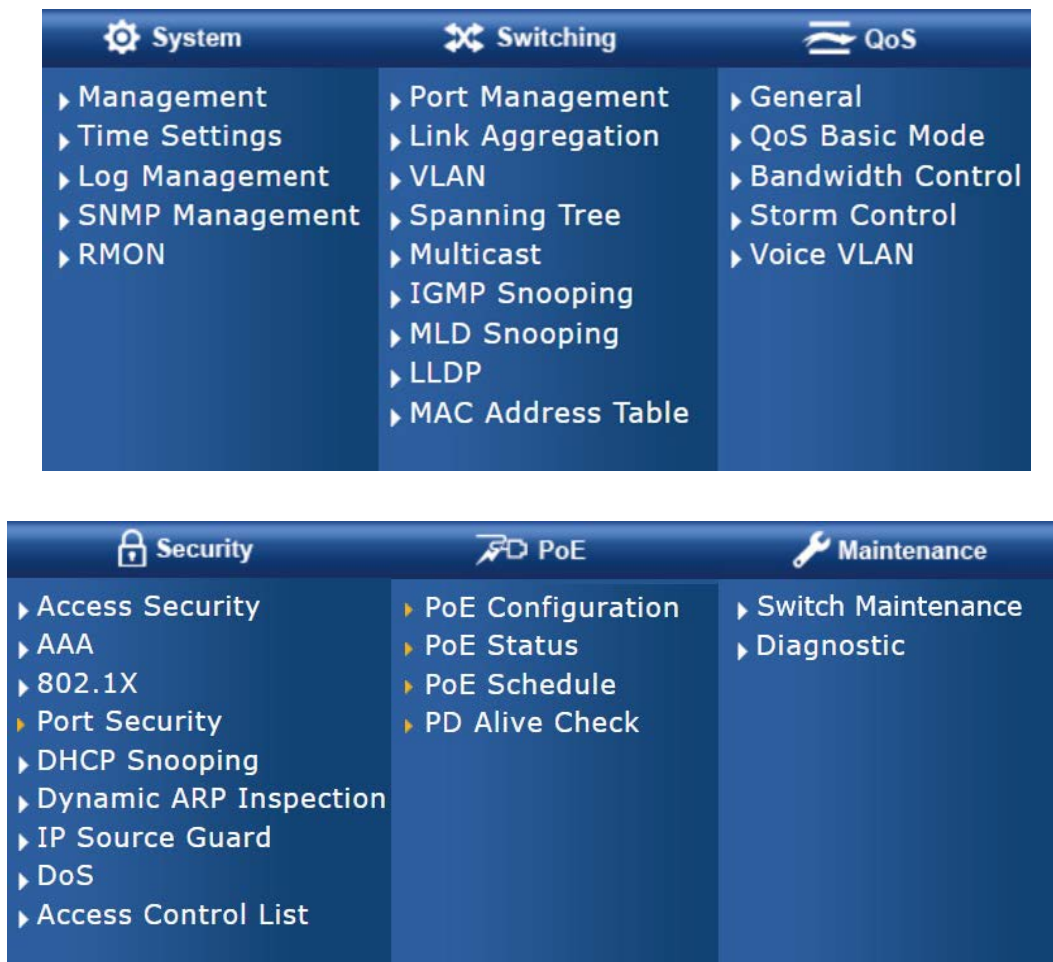 System
Management
Time Settings
Log Management
SNMP Management
RMON
Switching
Port Management
Link Aggregation
VLAN
Spanning Tree
Multicast
IGMP Snooping
MLD Snooping
LLDP
MAC Address Table
QoS
General
QoS Basic Mode
Bandwidth Control
Storm Control
Voice VLAN
Security
Access Security
AAA
802.1X
Port Security
DHCP Snooping
Dynamic ARP Inspection
IP Source Guard
DoS
Access Control List
PoE
PoE Configuration
PoE Status
PoE Schedule
PD Alive Check
Maintenance
Switch Maintenance
Diagnostic